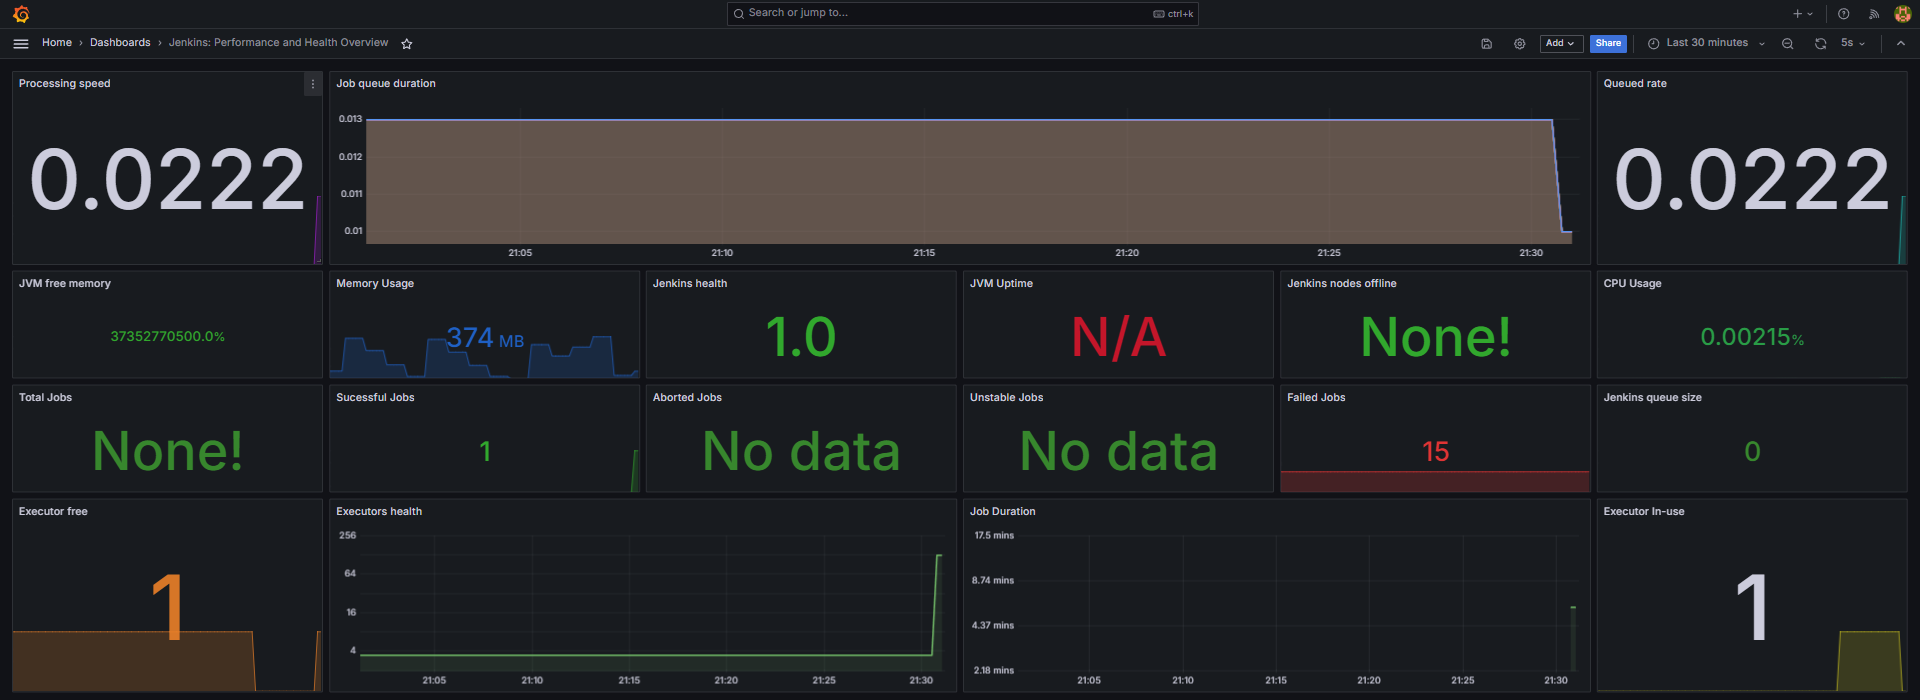 Search or jump to...
ctrl+k
Home › Dashboards › Jenkins: Performance and Health Overview
Add
Share
Last 30 minutes
5s
Processing speed
0.0222
Job queue duration
0.013
0.012
0.011
0.01
21:05 21:10 21:15 21:20 21:25 21:30
Queued rate
0.0222
JVM free memory
37352770500.0%
Memory Usage
374 MB
Jenkins health
1.0
JVM Uptime
N/A
Jenkins nodes offline
None!
CPU Usage
0.00215%
Total Jobs
None!
Sucessful Jobs
1
Aborted Jobs
No data
Unstable Jobs
No data
Failed Jobs
15
Jenkins queue size
0
Executor free
1
Executors health
256
64
16
4
21:05 21:10 21:15 21:20 21:25 21:30
Job Duration
17.5 mins
8.74 mins
4.37 mins
2.18 mins
21:05 21:10 21:15 21:20 21:25 21:30
Executor In-use
1